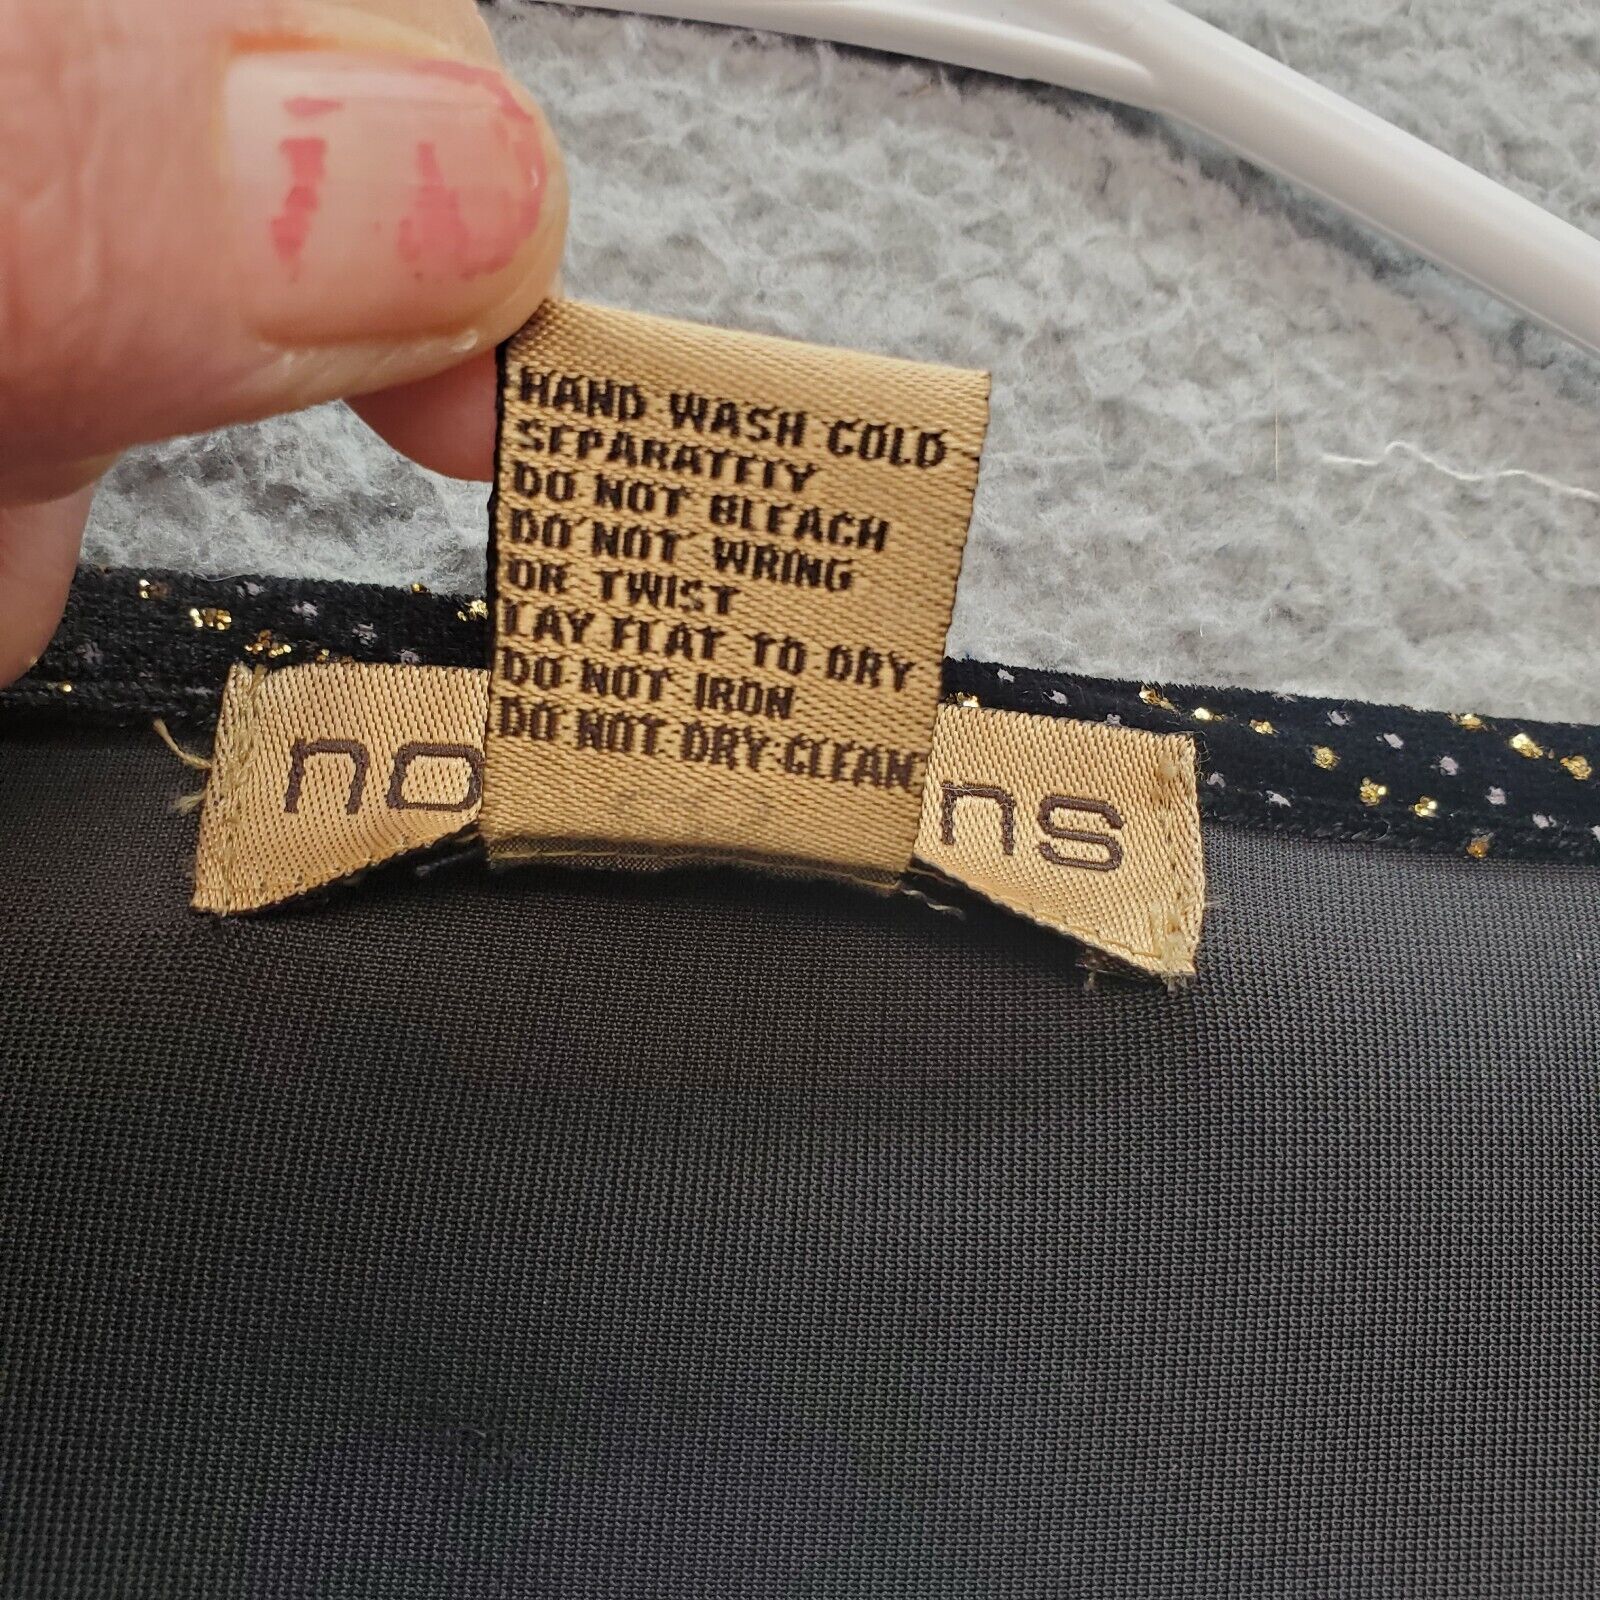 HAND WASH COLD
SEPARATELY
DO NOT BLEACH
DO NOT WRING
OR TWIST
LAY FLAT TO DRY
DO NOT IRON
DO NOT DRY CLEAN
no ns